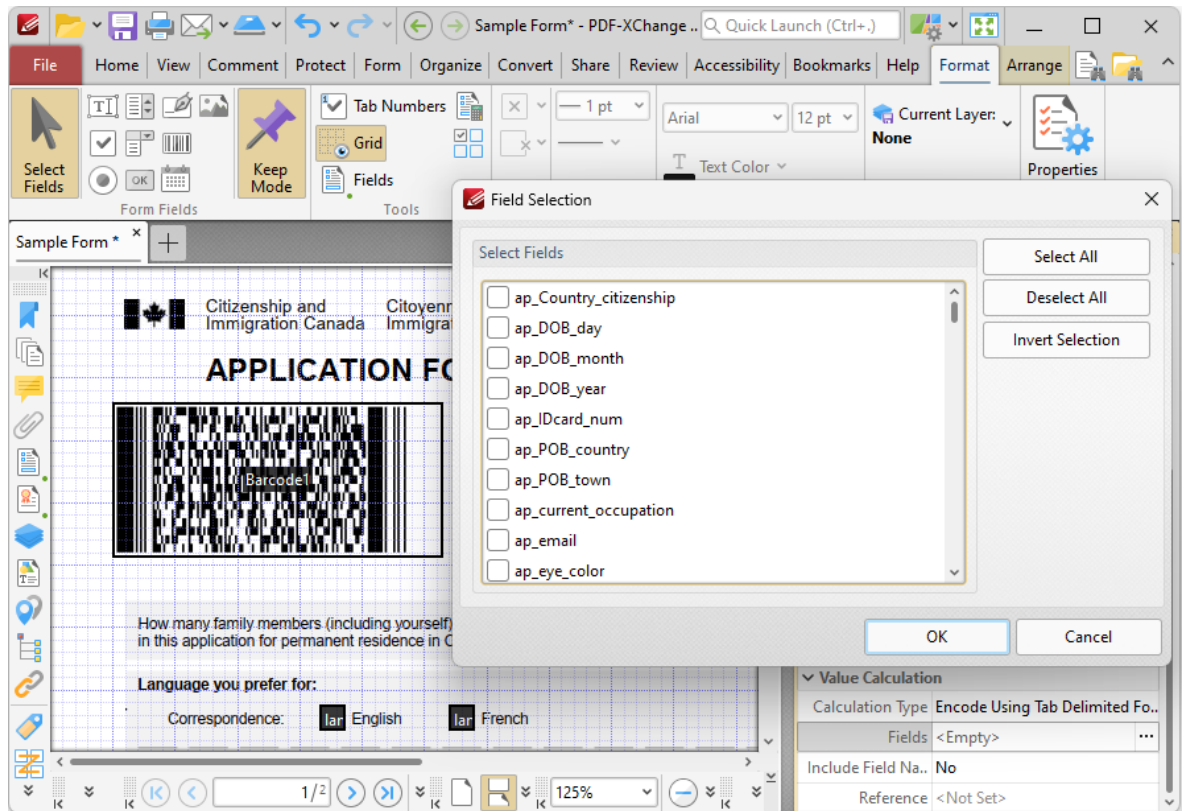 Sample Form* - PDF-XChange ..
Quick Launch (Ctrl+.)
File Home View Comment Protect Form Organize Convert Share Review Accessibility Bookmarks Help Format Arrange
Select Fields
OK
Form Fields
Keep Mode
Tab Numbers
Grid
Fields
Tools
1 pt
Arial
12 pt
Text Color
Current Layer:
None
Properties
Sample Form *
Citizenship and
Immigration Canada
Citoyenn
Immigrat
APPLICATION FO
Barcode1
How many family members (including yourself)
in this application for permanent residence in C
Language you prefer for:
Correspondence:
lar English
lar French
Field Selection
Select Fields
ap_Country_citizenship
ap_DOB_day
ap_DOB_month
ap_DOB_year
ap_IDcard_num
ap_POB_country
ap_POB_town
ap_current_occupation
ap_email
ap_eye_color
Select All
Deselect All
Invert Selection
OK
Cancel
Value Calculation
Calculation Type Encode Using Tab Delimited Fo..
Fields <Empty> ...
Include Field Na.. No
Reference <Not Set>
1/2
125%